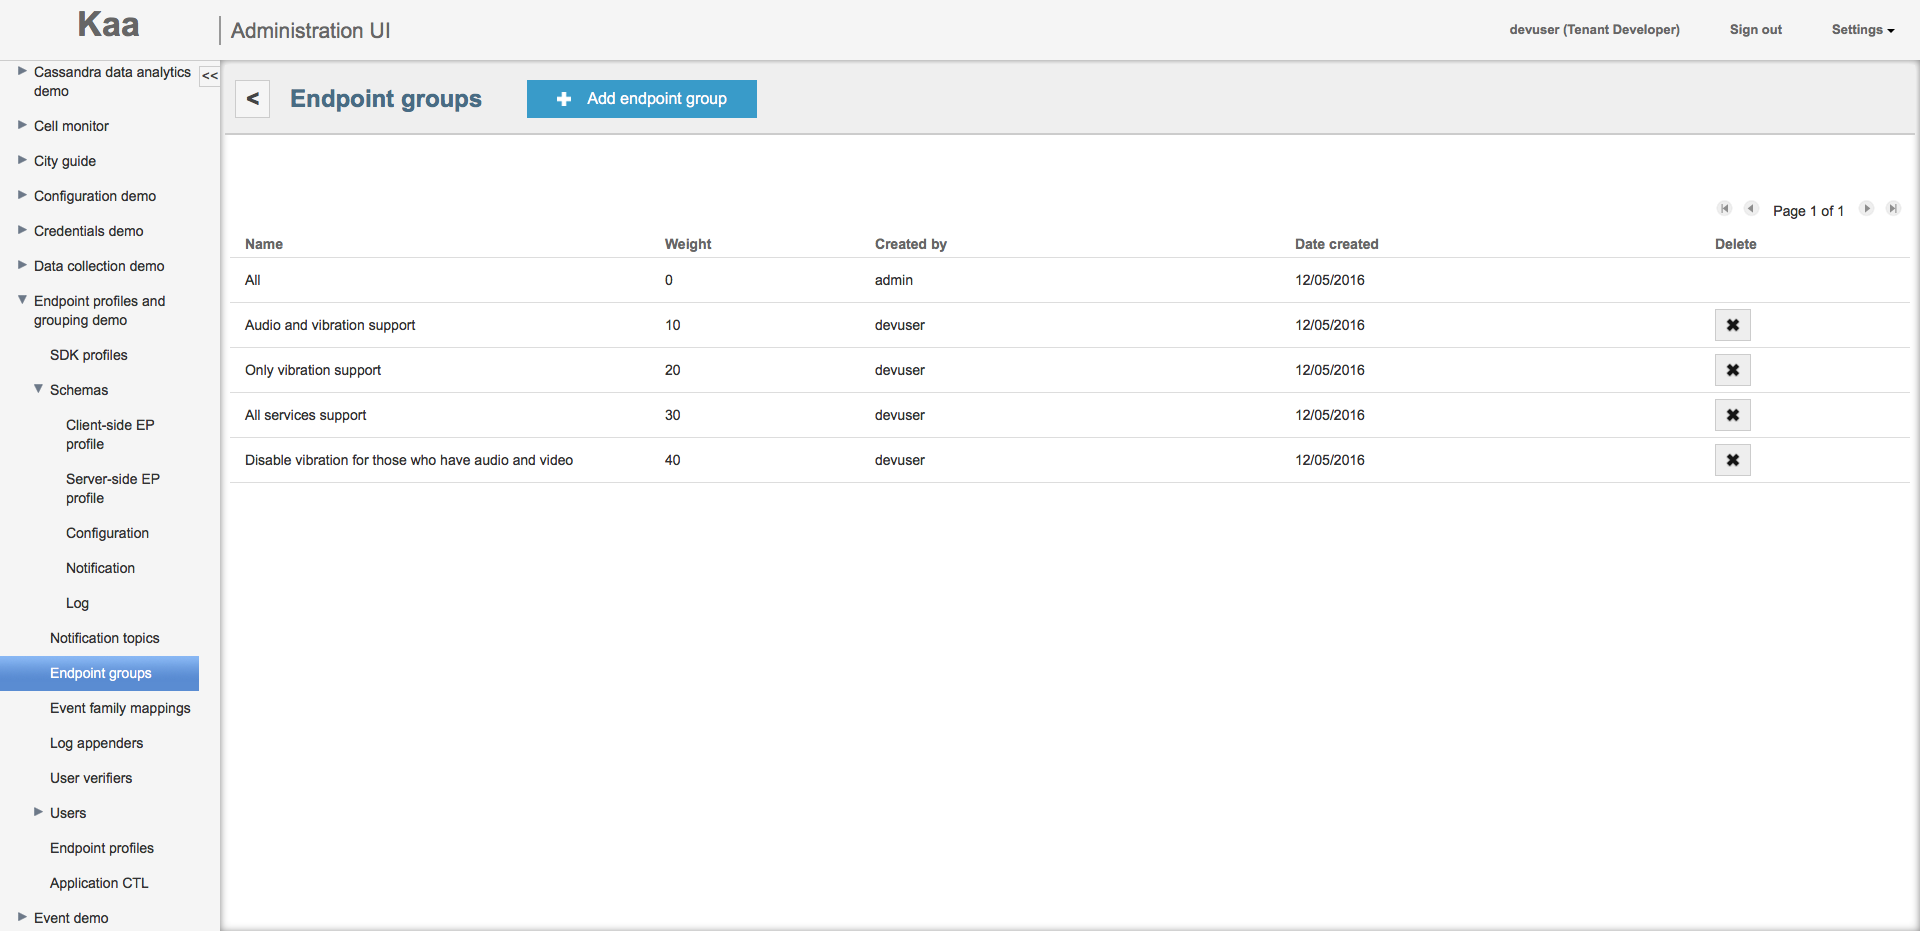 Kaa
Administration UI
devuser (Tenant Developer)
Sign out
Settings
Cassandra data analytics
demo
<<
Cell monitor
City guide
Configuration demo
Credentials demo
Data collection demo
Endpoint profiles and
grouping demo
SDK profiles
Schemas
Client-side EP
profile
Server-side EP
profile
Configuration
Notification
Log
Notification topics
Endpoint groups
Event family mappings
Log appenders
User verifiers
Users
Endpoint profiles
Application CTL
Event demo
< Endpoint groups
Add endpoint group
Page 1 of 1
Name Weight Created by Date created Delete
All 0 admin 12/05/2016
Audio and vibration support 10 devuser 12/05/2016
Only vibration support 20 devuser 12/05/2016
All services support 30 devuser 12/05/2016
Disable vibration for those who have audio and video 40 devuser 12/05/2016